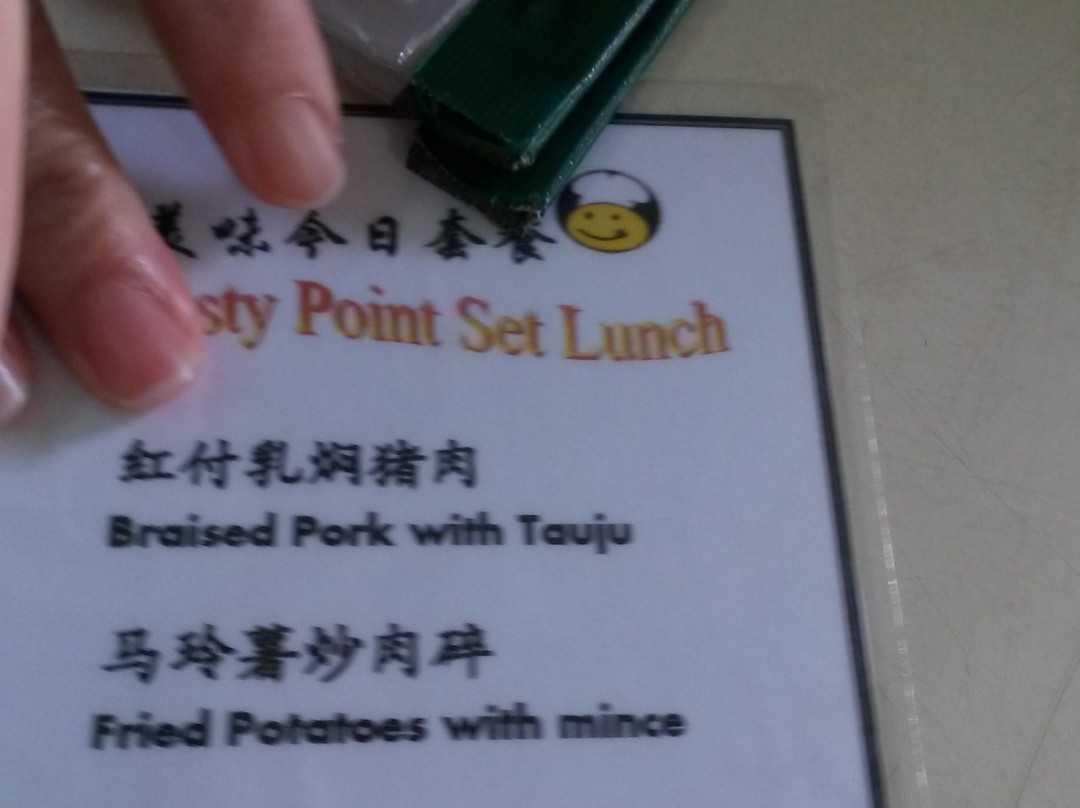 美味今日套餐
sty Point Set Lunch
红付乳焖猪肉
Braised Pork with Tauju
马玲薯炒肉碎
Fried Potatoes with mince